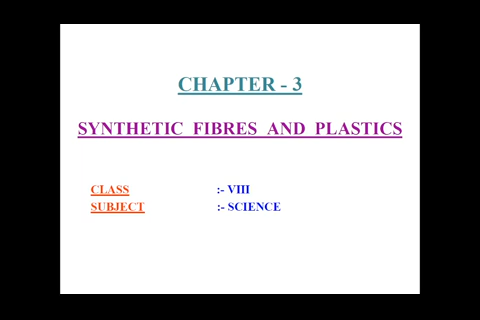 CHAPTER - 3
SYNTHETIC FIBRES AND PLASTICS
CLASS :- VIII
SUBJECT :- SCIENCE